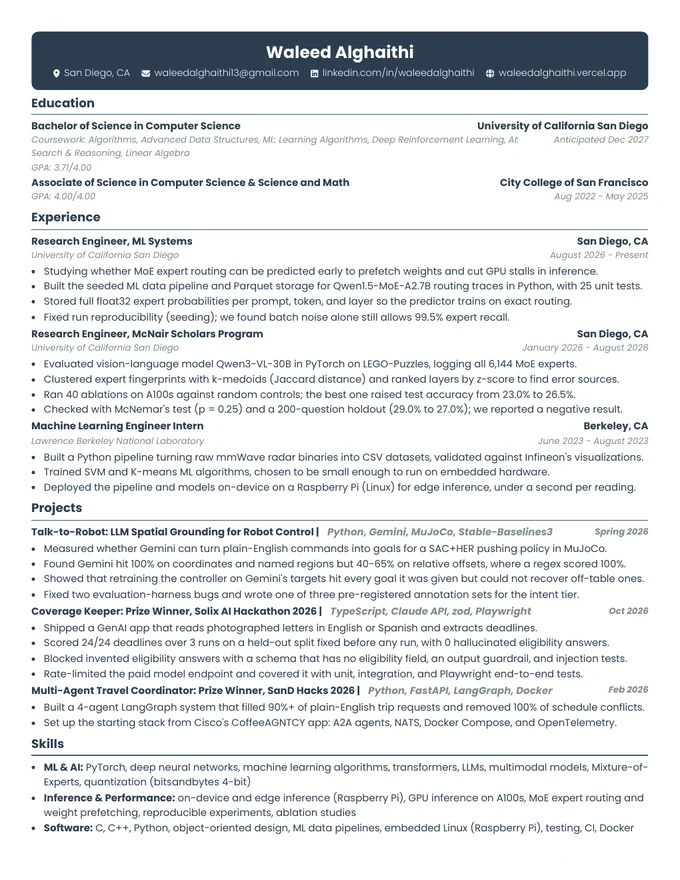 Waleed Alghaithi
San Diego, CA waleedalghaithi13@gmail.com linkedin.com/in/waleedalghaithi waleedalghaithi.vercel.app
Education
Bachelor of Science in Computer Science University of California San Diego
Coursework: Algorithms, Advanced Data Structures, ML: Learning Algorithms, Deep Reinforcement Learning, AI: Anticipated Dec 2027
Search & Reasoning, Linear Algebra
GPA: 3.71/4.00
Associate of Science in Computer Science & Science and Math City College of San Francisco
GPA: 4.00/4.00 Aug 2022 - May 2025
Experience
Research Engineer, ML Systems San Diego, CA
University of California San Diego August 2026 - Present
• Studying whether MoE expert routing can be predicted early to prefetch weights and cut GPU stalls in inference.
• Built the seeded ML data pipeline and Parquet storage for Qwen1.5-MoE-A2.7B routing traces in Python, with 25 unit tests.
• Stored full float32 expert probabilities per prompt, token, and layer so the predictor trains on exact routing.
• Fixed run reproducibility (seeding); we found batch noise alone still allows 99.5% expert recall.
Research Engineer, McNair Scholars Program San Diego, CA
University of California San Diego January 2026 - August 2026
• Evaluated vision-language model Qwen3-VL-30B in PyTorch on LEGO-Puzzles, logging all 6,144 MoE experts.
• Clustered expert fingerprints with k-medoids (Jaccard distance) and ranked layers by z-score to find error sources.
• Ran 40 ablations on A100s against random controls; the best one raised test accuracy from 23.0% to 26.5%.
• Checked with McNemar's test (p = 0.25) and a 200-question holdout (29.0% to 27.0%); we reported a negative result.
Machine Learning Engineer Intern Berkeley, CA
Lawrence Berkeley National Laboratory June 2023 - August 2023
• Built a Python pipeline turning raw mmWave radar binaries into CSV datasets, validated against Infineon's visualizations.
• Trained SVM and K-means ML algorithms, chosen to be small enough to run on embedded hardware.
• Deployed the pipeline and models on-device on a Raspberry Pi (Linux) for edge inference, under a second per reading.
Projects
Talk-to-Robot: LLM Spatial Grounding for Robot Control | Python, Gemini, MuJoCo, Stable-Baselines3 Spring 2026
• Measured whether Gemini can turn plain-English commands into goals for a SAC+HER pushing policy in MuJoCo.
• Found Gemini hit 100% on coordinates and named regions but 40-65% on relative offsets, where a regex scored 100%.
• Showed that retraining the controller on Gemini's targets hit every goal it was given but could not recover off-table ones.
• Fixed two evaluation-harness bugs and wrote one of three pre-registered annotation sets for the intent tier.
Coverage Keeper: Prize Winner, Solix AI Hackathon 2026 | TypeScript, Claude API, zod, Playwright Oct 2026
• Shipped a GenAI app that reads photographed letters in English or Spanish and extracts deadlines.
• Scored 24/24 deadlines over 3 runs on a held-out split fixed before any run, with 0 hallucinated eligibility answers.
• Blocked invented eligibility answers with a schema that has no eligibility field, an output guardrail, and injection tests.
• Rate-limited the paid model endpoint and covered it with unit, integration, and Playwright end-to-end tests.
Multi-Agent Travel Coordinator: Prize Winner, SanD Hacks 2026 | Python, FastAPI, LangGraph, Docker Feb 2026
• Built a 4-agent LangGraph system that filled 90%+ of plain-English trip requests and removed 100% of schedule conflicts.
• Set up the starting stack from Cisco's CoffeeAGNTCY app: A2A agents, NATS, Docker Compose, and OpenTelemetry.
Skills
• ML & AI: PyTorch, deep neural networks, machine learning algorithms, transformers, LLMs, multimodal models, Mixture-of-
Experts, quantization (bitsandbytes 4-bit)
• Inference & Performance: on-device and edge inference (Raspberry Pi), GPU inference on A100s, MoE expert routing and
weight prefetching, reproducible experiments, ablation studies
• Software: C, C++, Python, object-oriented design, ML data pipelines, embedded Linux (Raspberry Pi), testing, CI, Docker